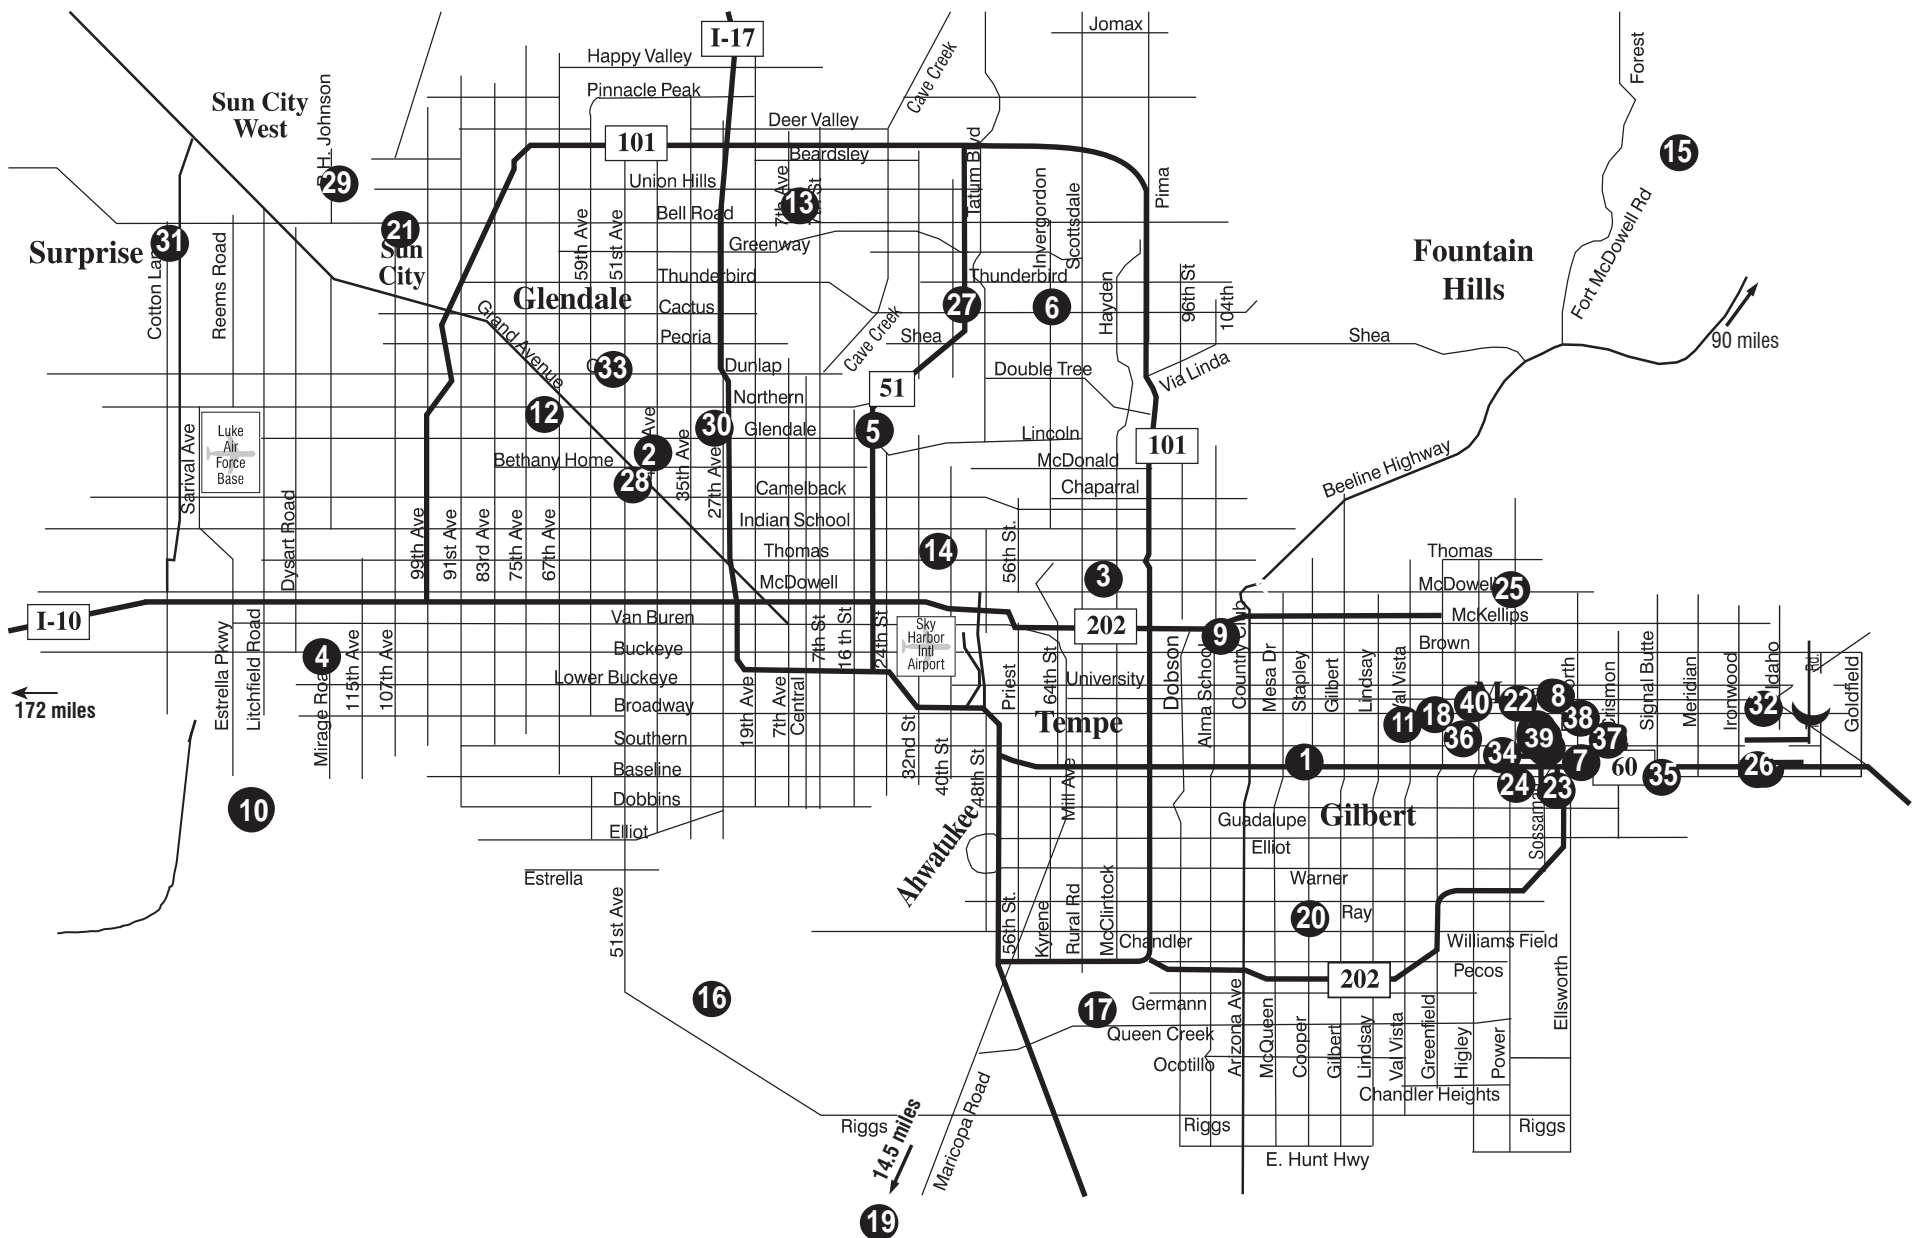 Jomax
I-17
Happy Valley
Cave Creek
Forest
Pinnacle Peak
Sun City
West
R.H. Johnson
Deer Valley
101
Beardsley
Tatum Blvd
15
29
Union Hills
7th Ave
7th St
13
Invergordon
Scottsdale
Pima
Fort McDowell Rd
21
Bell Road
59th Ave
51st Ave
Surprise
31
Cotton Lane
Reems Road
Sun
City
Greenway
Fountain
Hills
Thunderbird
Thunderbird
Glendale
Grand Avenue
Cactus
27
6
Hayden
96th St
104th
Peoria
Cave Creek
Shea
Shea
90 miles
33
Dunlap
Double Tree
Via Linda
51
Northern
12
Ave
30
Glendale
5
Lincoln
101
Luke
Air
Force
Base
Sarival Ave
2
35th Ave
27th Ave
Bethany Home
28
McDonald
Beeline Highway
Camelback
Chaparral
Dysart Road
99th Ave
91st Ave
83rd Ave
75th Ave
67th Ave
Indian School
14
56th St.
Thomas
Thomas
3
McDowell
McDowell
25
I-10
Van Buren
McKellips
202
9
Estrella Pkwy
Litchfield Road
4
Mirage Road
115th Ave
107th Ave
Buckeye
7th St
16 th St
24th St
Sky
Harbor
Intl
Airport
Brown
Priest
64th St
University
Dobson
Alma School
Country Club
Mesa Dr
Stapley
Gilbert
Lindsay
Val Vista
Crismon
Signal Butte
Meridian
Ironwood
Idaho
Rd.
Goldfield
Lower Buckeye
172 miles
Broadway
19th Ave
7th Ave
Central
Tempe
M
40
22
8
32
11
18
38
Southern
32nd St
40th St
48th St
36
39
37
34
Baseline
1
7
60
35
26
24
23
10
Dobbins
Mill Ave
Gilbert
Sossaman
Elliot
Guadalupe
Ahwatukee
Elliot
Estrella
Warner
51st Ave
56th St.
Kyrene
Rural Rd
McClintock
20
Ray
Chandler
Williams Field
Pecos
202
Ellsworth
16
17
Germann
Queen Creek
Ocotillo
Arizona Ave
McQueen
Cooper
Gilbert
Lindsay
Val Vista
Greenfield
Higley
Power
Chandler Heights
Riggs
Maricopa Road
Riggs
Riggs
14.5 miles
E. Hunt Hwy
19